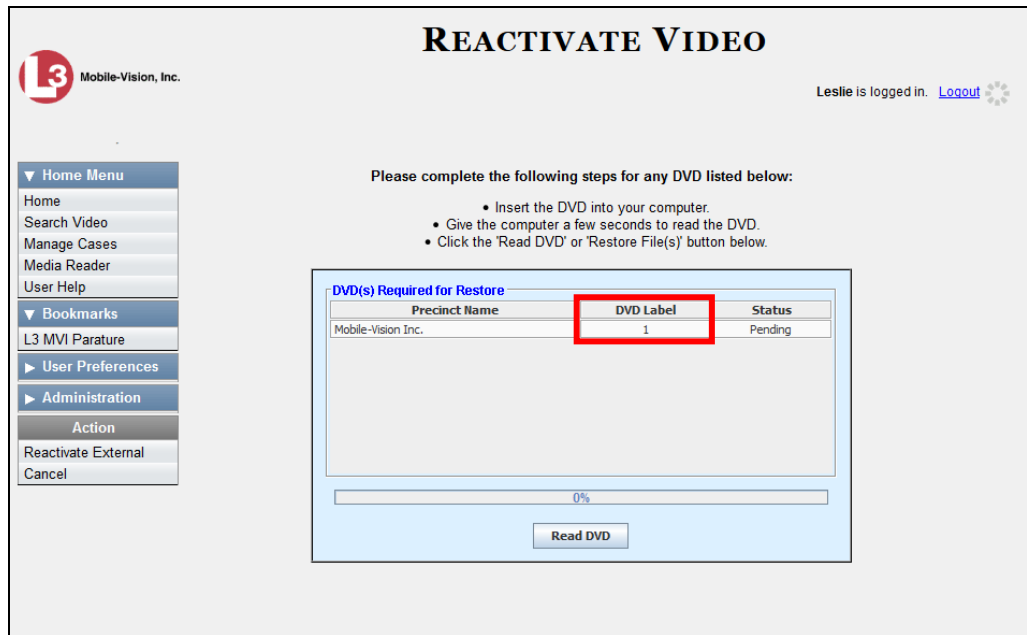 REACTIVATE VIDEO
L3 Mobile-Vision, Inc.
Leslie is logged in. Logout
▼ Home Menu
Home
Search Video
Manage Cases
Media Reader
User Help
▼ Bookmarks
L3 MVI Parature
▶ User Preferences
▶ Administration
Action
Reactivate External
Cancel
Please complete the following steps for any DVD listed below:
• Insert the DVD into your computer.
• Give the computer a few seconds to read the DVD.
• Click the 'Read DVD' or 'Restore File(s)' button below.
DVD(s) Required for Restore
Precinct Name DVD Label Status
Mobile-Vision Inc. 1 Pending
0%
Read DVD